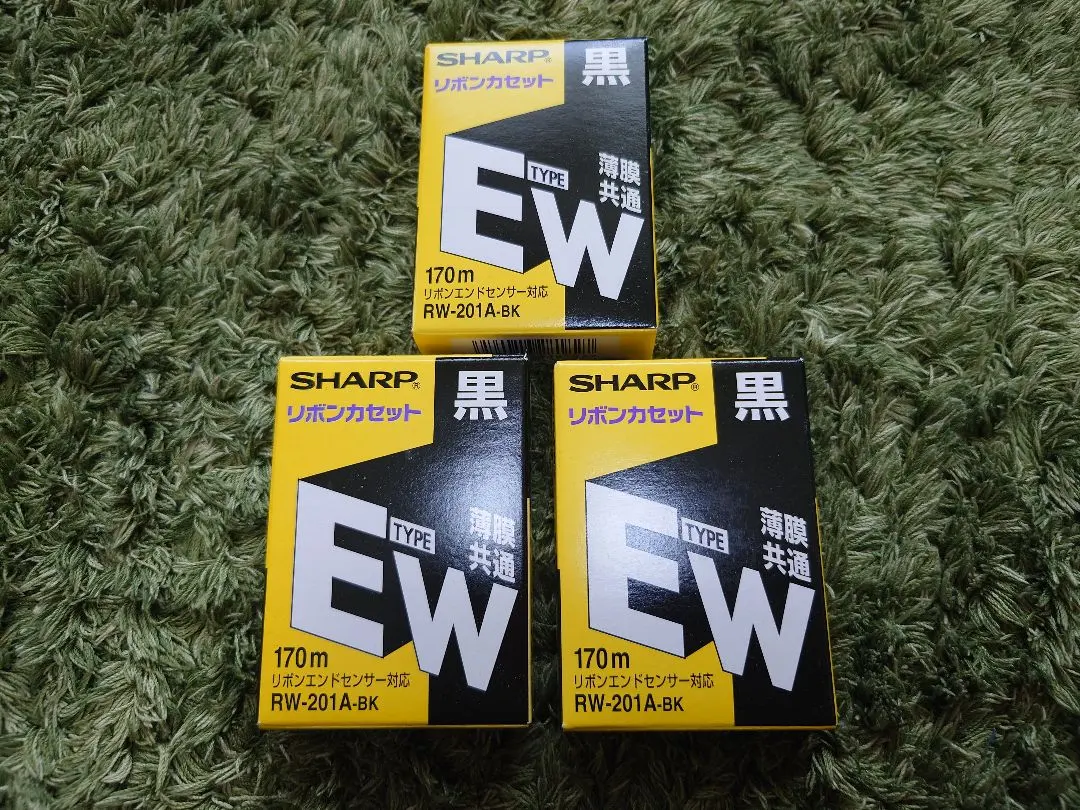 SHARP®
黒
リボンカセット
TYPE
EW
薄膜
共通
170m
リボンエンドセンサー対応
RW-201A-BK
SHARP®
黒
リボンカセット
TYPE
EW
薄膜
共通
170m
リボンエンドセンサー対応
RW-201A-BK
SHARP®
黒
リボンカセット
TYPE
EW
薄膜
共通
170m
リボンエンドセンサー対応
RW-201A-BK